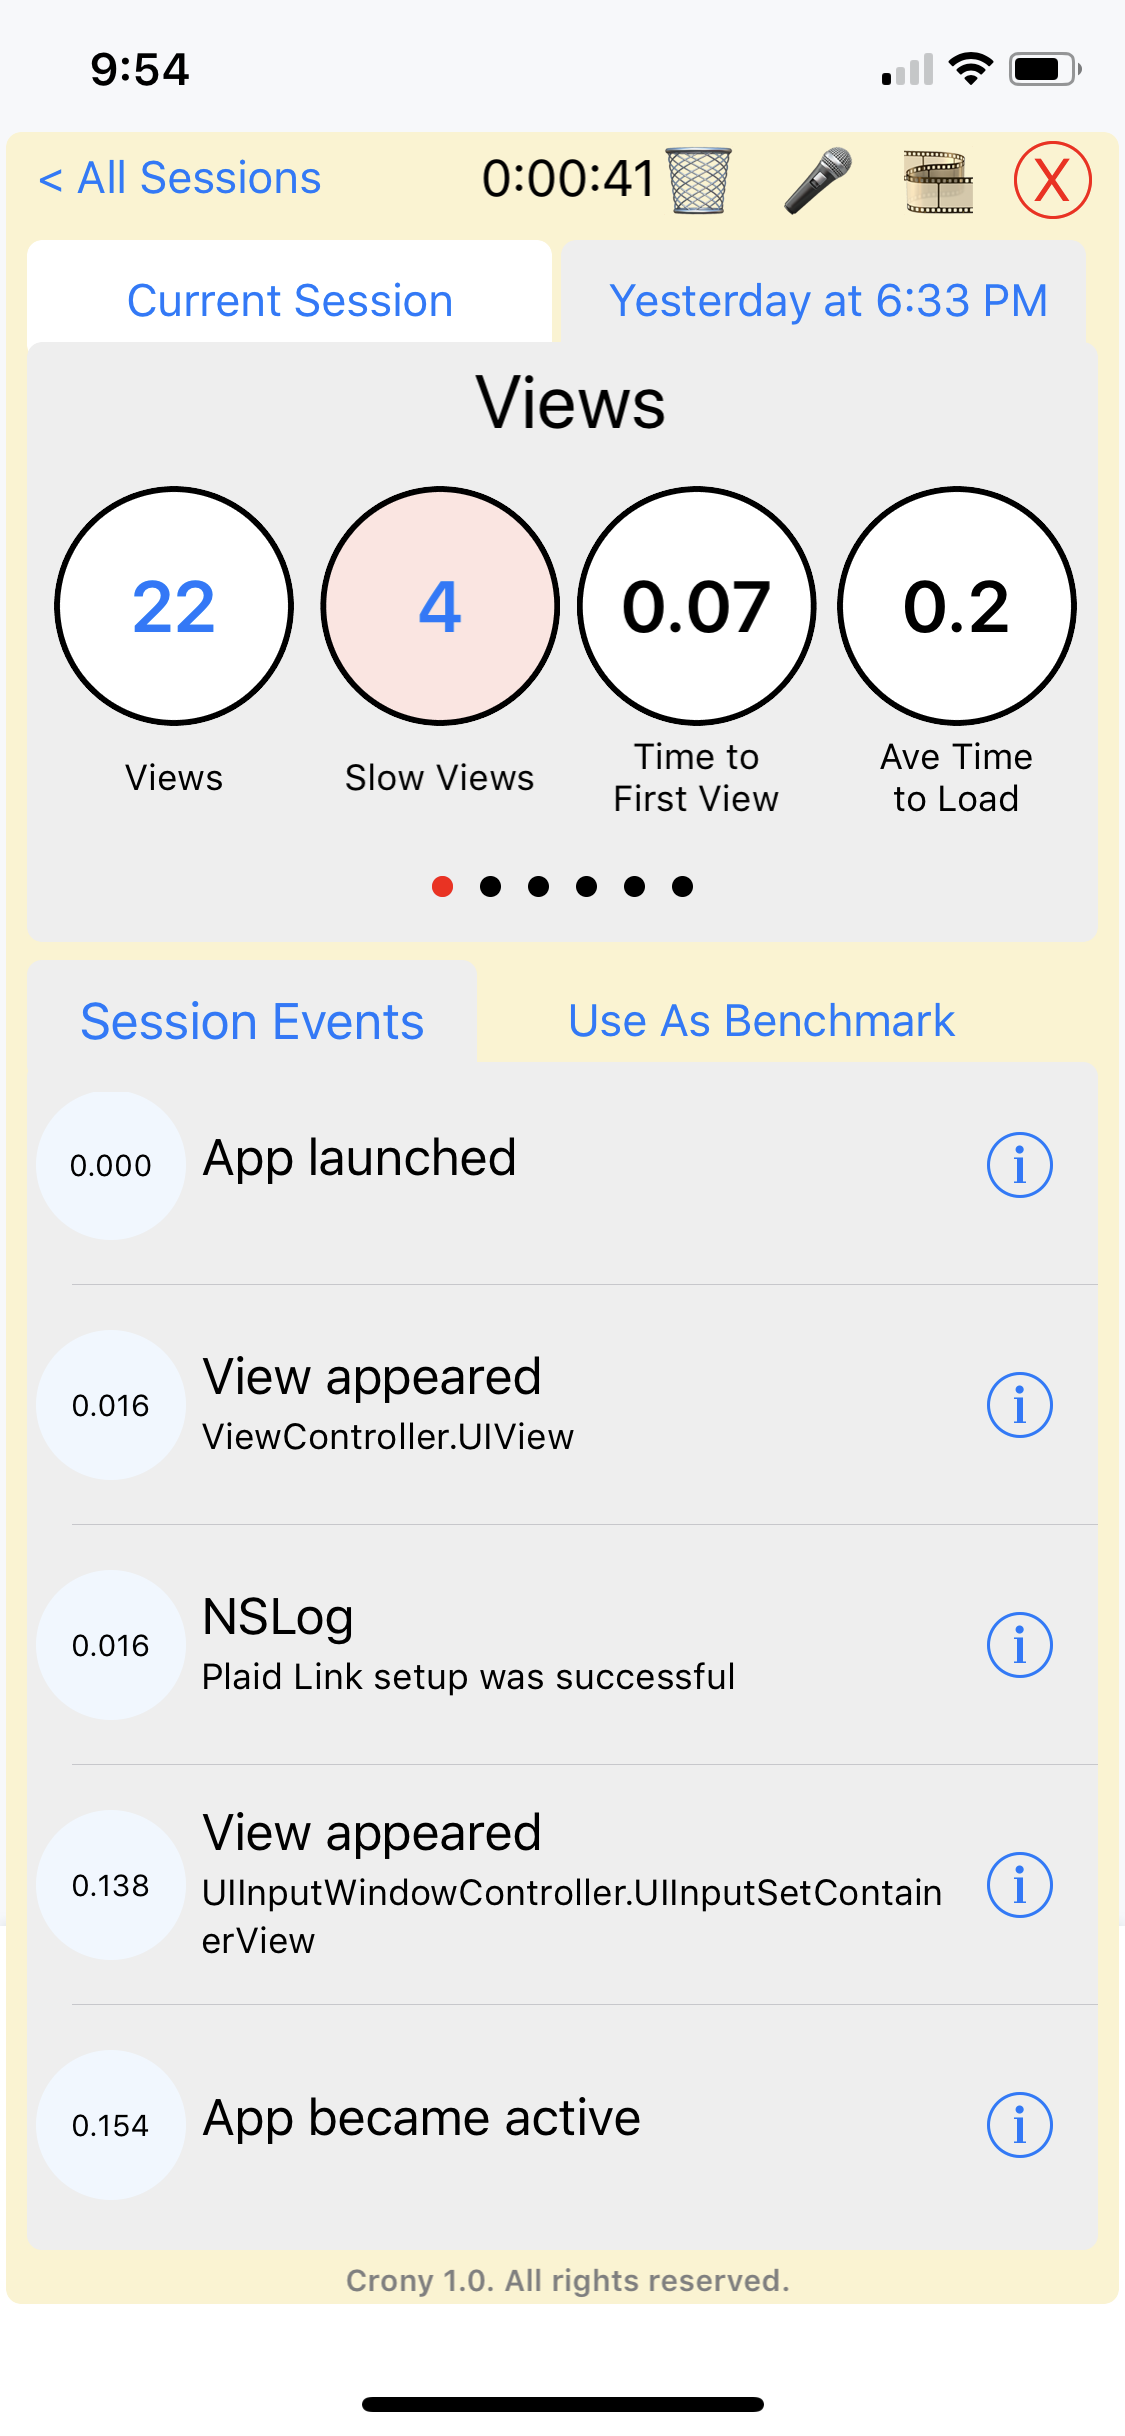 9:54
< All Sessions
0:00:41
X
Current Session
Yesterday at 6:33 PM
Views
22
4
0.07
0.2
Views
Slow Views
Time to
First View
Ave Time
to Load
Session Events
Use As Benchmark
0.000
App launched
i
0.016
View appeared
ViewController.UIView
i
0.016
NSLog
Plaid Link setup was successful
i
0.138
View appeared
UIInputWindowController.UIInputSetContain
erView
i
0.154
App became active
i
Crony 1.0. All rights reserved.